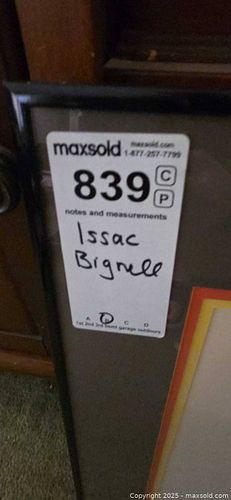 maxsold maxsold.com
1-877-257-7799
839 C
P
notes and measurements
Issac
Bignell
A B C D
1st 2nd 3rd bsmt garage outdoors
Copyright 2025 - maxsold.com